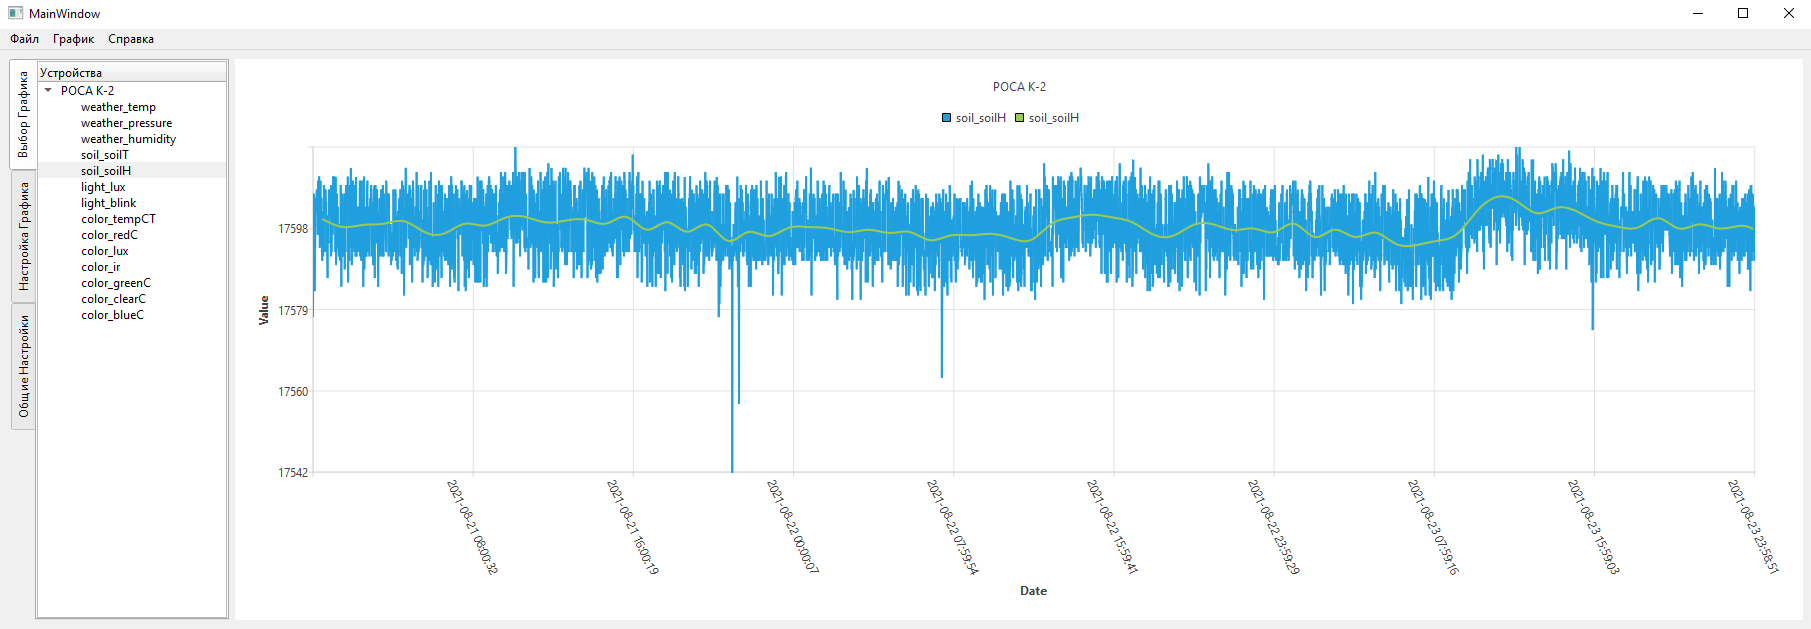 MainWindow
Файл График Справка
Выбор Графика
Настройка Графика
Общие Настройки
Устройства
РОСА К-2
weather_temp
weather_pressure
weather_humidity
soil_soilT
soil_soilH
light_lux
light_blink
color_tempCT
color_redC
color_lux
color_ir
color_greenC
color_clearC
color_blueC
РОСА К-2
soil_soilH soil_soilH
Value
17598
17579
17560
17542
2021-08-21 08:00:32
2021-08-21 16:00:19
2021-08-22 00:00:07
2021-08-22 07:59:54
2021-08-22 15:59:41
2021-08-22 23:59:29
2021-08-23 07:59:16
2021-08-23 15:59:03
2021-08-23 23:58:51
Date